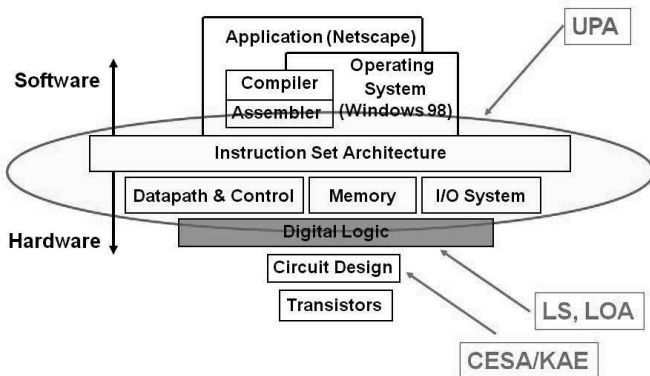 UPA
Application (Netscape)
Software
Compiler
Operating
System
(Windows 98)
Assembler
Instruction Set Architecture
Datapath & Control
Memory
I/O System
Hardware
Digital Logic
Circuit Design
Transistors
LS, LOA
CESA/KAE